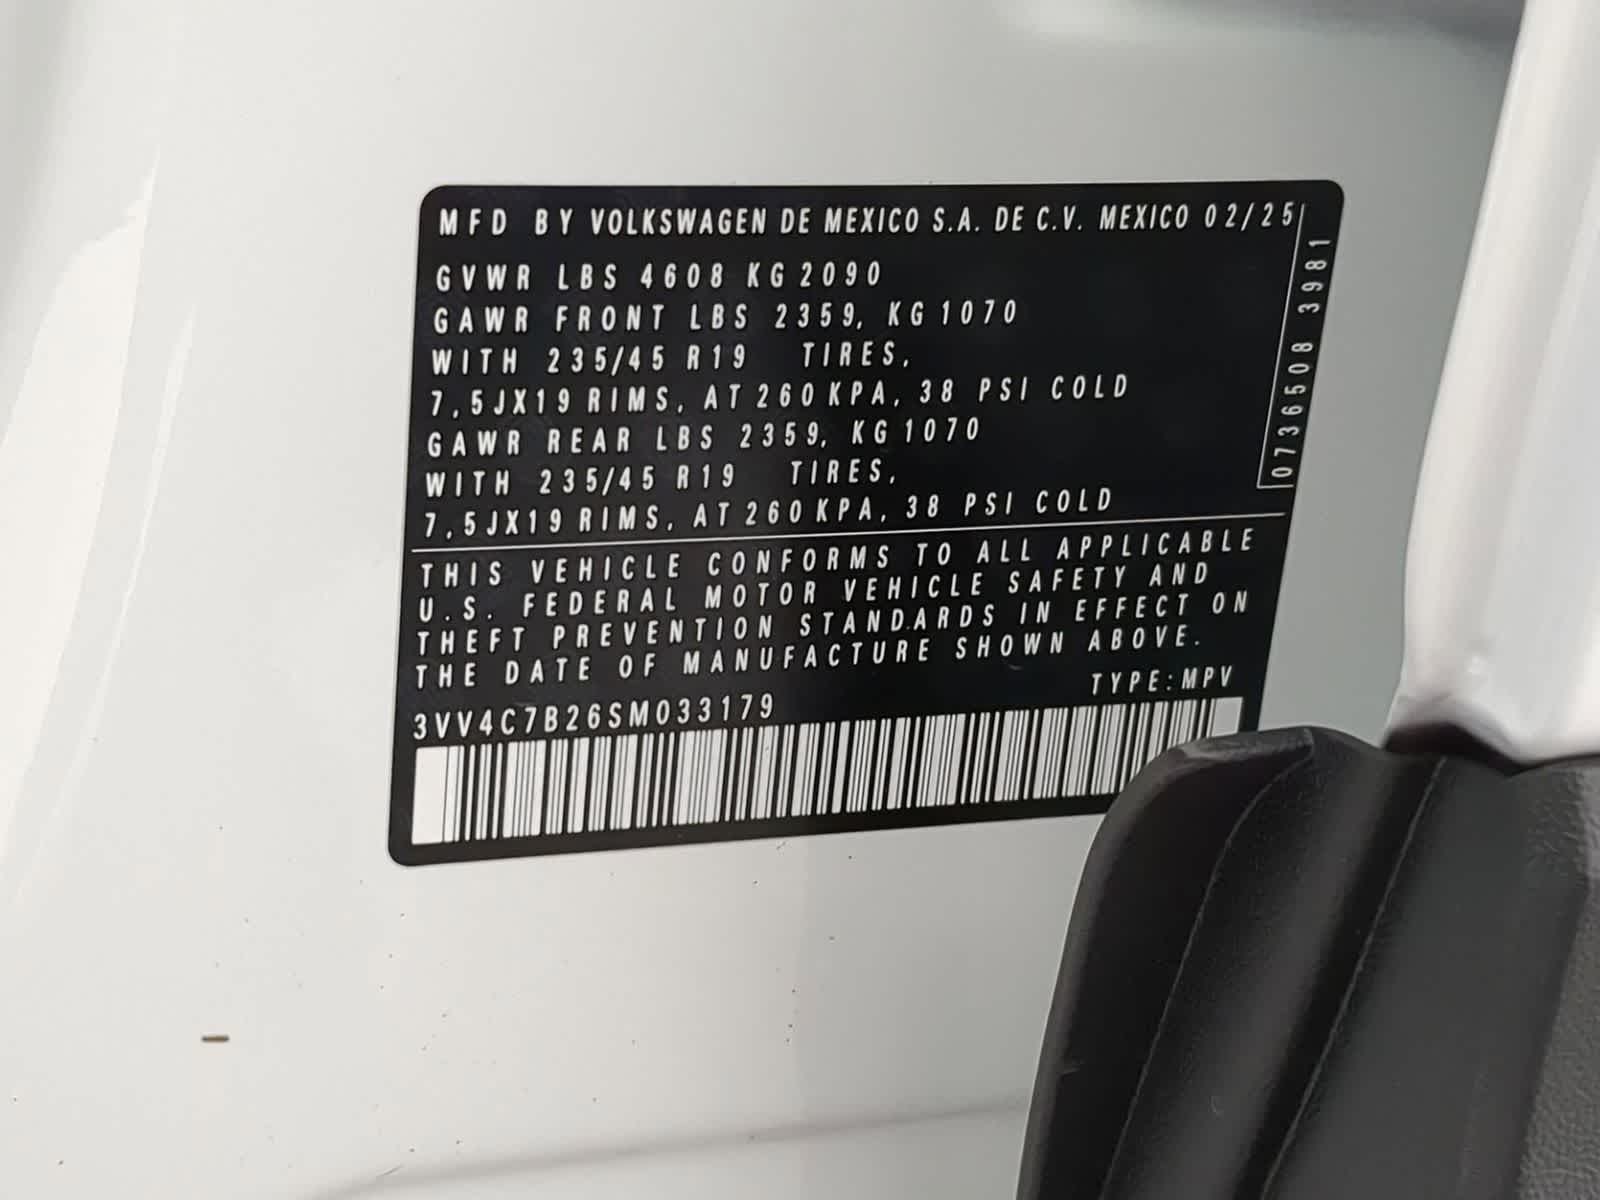 MFD BY VOLKSWAGEN DE MEXICO S.A. DE C.V. MEXICO 02/25
GVWR LBS 4608 KG 2090
GAWR FRONT LBS 2359, KG 1070
WITH 235/45 R19 TIRES,
7,5JX19 RIMS, AT 260 KPA, 38 PSI COLD
GAWR REAR LBS 2359, KG 1070
WITH 235/45 R19 TIRES,
7,5JX19 RIMS, AT 260 KPA, 38 PSI COLD
0736508 3981
THIS VEHICLE CONFORMS TO ALL APPLICABLE
U.S. FEDERAL MOTOR VEHICLE SAFETY AND
THEFT PREVENTION STANDARDS IN EFFECT ON
THE DATE OF MANUFACTURE SHOWN ABOVE.
TYPE:MPV
3VV4C7B26SM033179